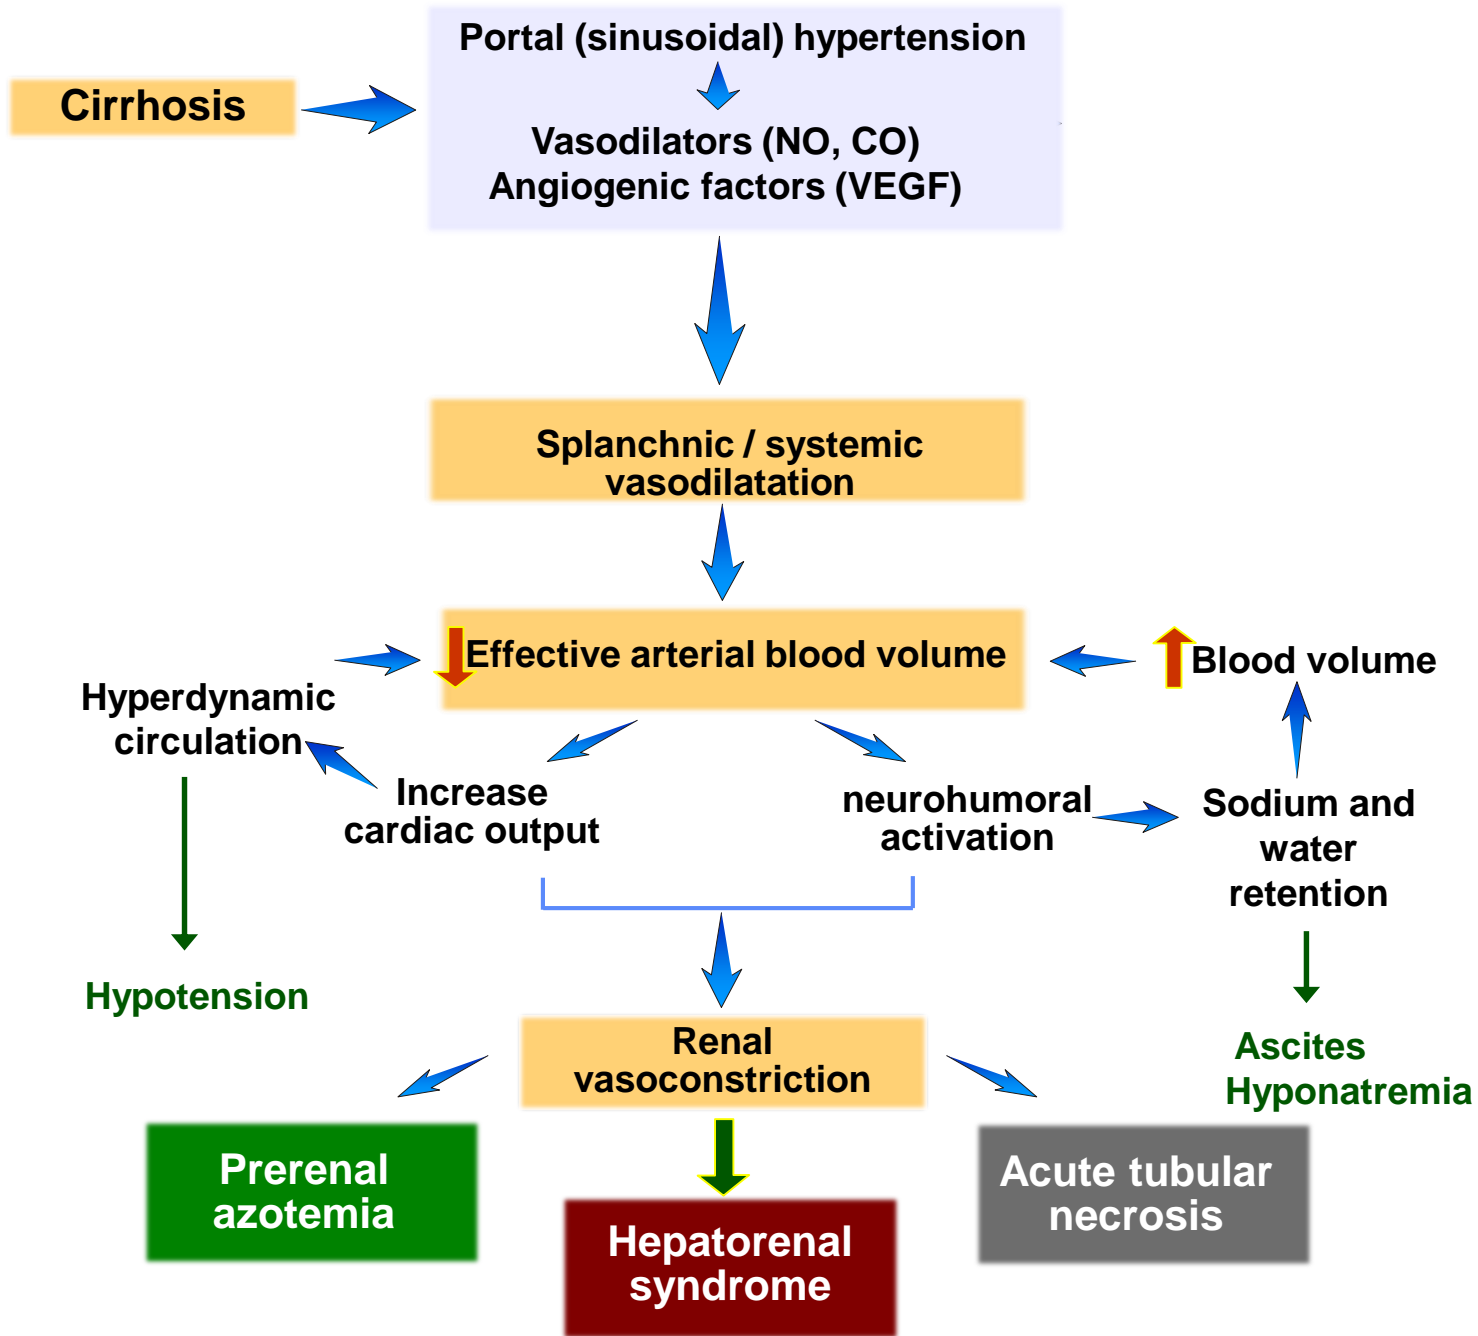 Portal (sinusoidal) hypertension
Cirrhosis
Vasodilators (NO, CO)
Angiogenic factors (VEGF)
Splanchnic / systemic
vasodilatation
Effective arterial blood volume
Blood volume
Hyperdynamic
circulation
Increase
cardiac output
neurohumoral
activation
Sodium and
water
retention
Hypotension
Renal
vasoconstriction
Ascites
Hyponatremia
Prerenal
azotemia
Hepatorenal
syndrome
Acute tubular
necrosis